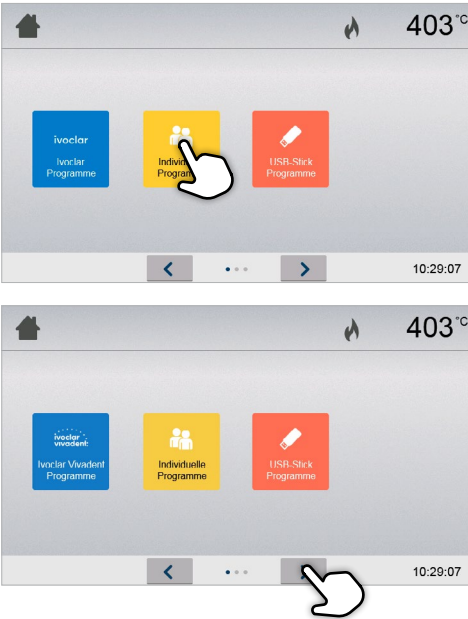 403°C
ivoclar
Ivoclar
Programme
USB-Stick
Programme
10:29:07
403°C
ivoclar
vivadent
Ivoclar Vivadent
Programme
Individuelle
Programme
USB-Stick
Programme
10:29:07